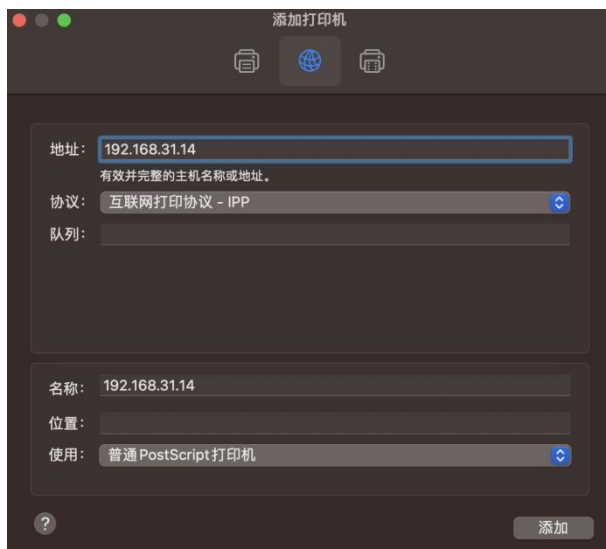 添加打印机
地址： 192.168.31.14
有效并完整的主机名称或地址。
协议： 互联网打印协议 – IPP
队列：
名称： 192.168.31.14
位置：
使用： 普通PostScript打印机
?
添加